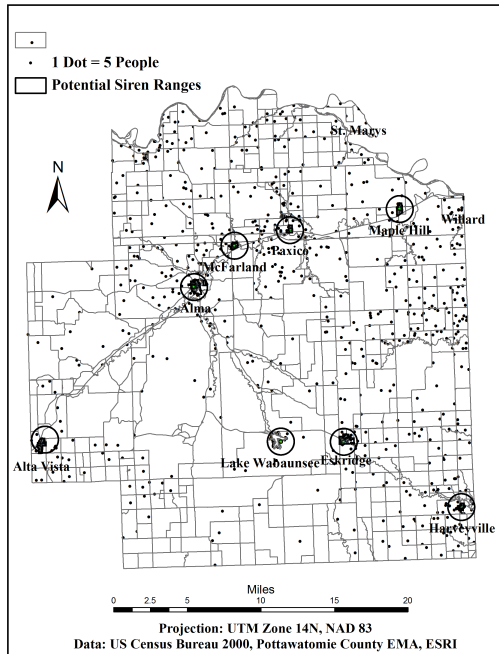 1 Dot = 5 People
Potential Siren Ranges
St. Marys
N
Willard
Maple Hill
Paxico
McFarland
Alma
Lake Wabaunsee
Eskridge
Alta Vista
Harveyville
Miles
0 2.5 5 10 15 20
Projection: UTM Zone 14N, NAD 83
Data: US Census Bureau 2000, Pottawatomie County EMA, ESRI